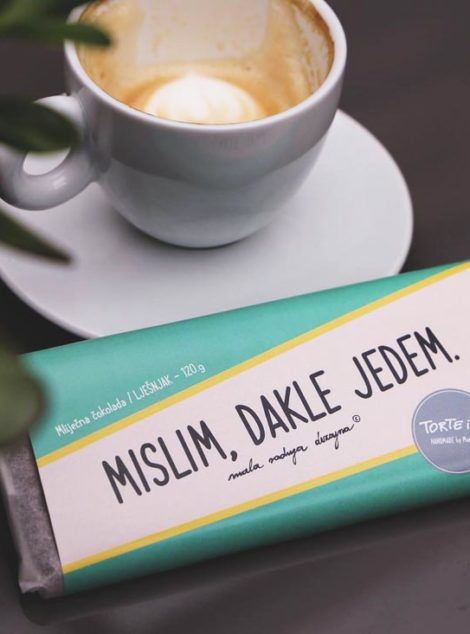 Mliječna čokolada / LJEŠNJAK - 120 g
MISLIM, DAKLE JEDEM.
mala radnja dizajna ©
TORTE i
HANDMADE by